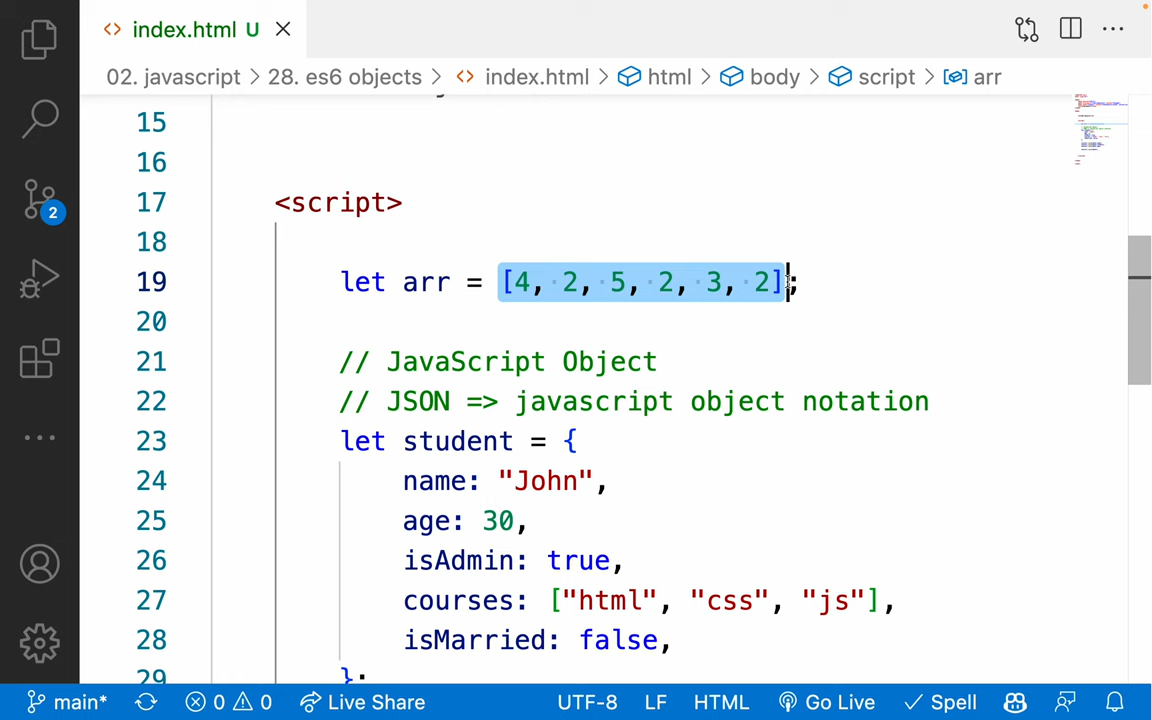 index.html U
02. javascript > 28. es6 objects > index.html > html > body > script > arr
15
16
17 <script>
18
19 let arr = [4, 2, 5, 2, 3, 2];
20
21 // JavaScript Object
22 // JSON => javascript object notation
23 let student = {
24 name: "John",
25 age: 30,
26 isAdmin: true,
27 courses: ["html", "css", "js"],
28 isMarried: false,
29 };
2
main* 0 0 Live Share UTF-8 LF HTML Go Live Spell